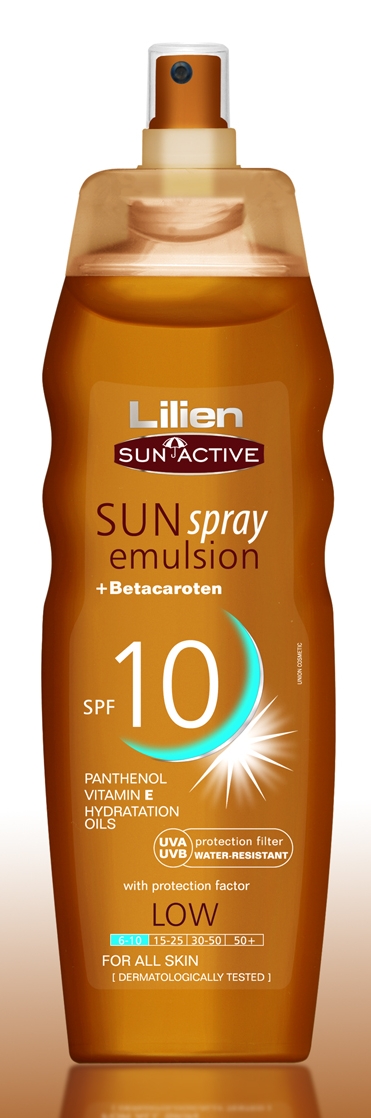 Lilien
SUN ACTIVE
SUN spray
emulsion
+Betacaroten
SPF 10
UNION COSMETIC
PANTHENOL
VITAMIN E
HYDRATATION
OILS
UVA
UVB
protection filter
WATER-RESISTANT
with protection factor
LOW
6-10 15-25 30-50 50+
FOR ALL SKIN
[ DERMATOLOGICALLY TESTED ]